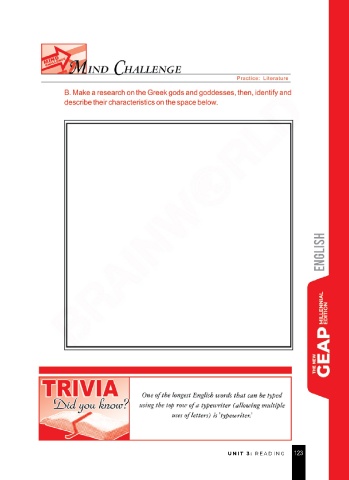 MIND CHALLENGE
Practice: Literature
B. Make a research on the Greek gods and goddesses, then, identify and
describe their characteristics on the space below.
BRAINWORLD
ENGLISH
THE NEW
GEAP
MILLENNIAL
EDITION
TRIVIA
Did you know?
One of the longest English words that can be typed
using the top row of a typewriter (allowing multiple
uses of letters) is 'typewriter.'
UNIT 3: READING
123